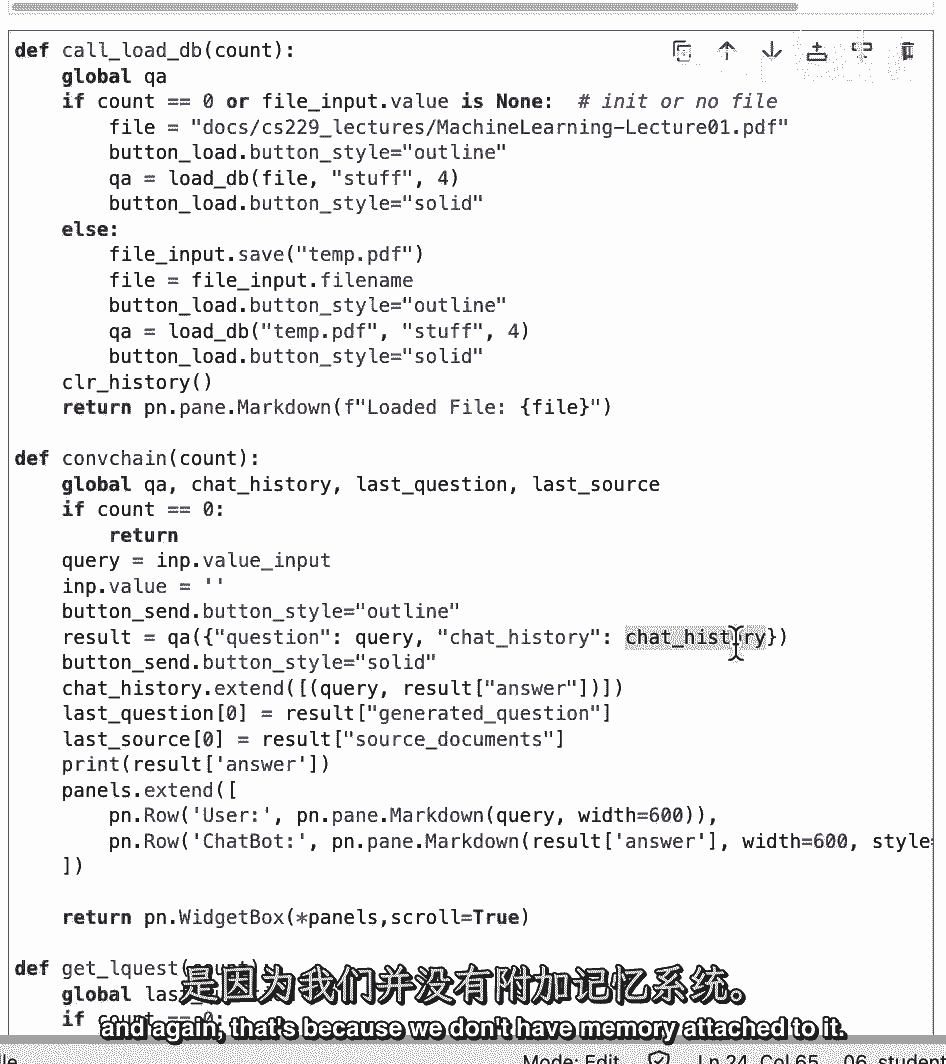 def call_load_db(count):
    global qa
    if count == 0 or file_input.value is None:  # init or no file
        file = "docs/cs229_lectures/MachineLearning-Lecture01.pdf"
        button_load.button_style="outline"
        qa = load_db(file, "stuff", 4)
        button_load.button_style="solid"
    else:
        file_input.save("temp.pdf")
        file = file_input.filename
        button_load.button_style="outline"
        qa = load_db("temp.pdf", "stuff", 4)
        button_load.button_style="solid"
    clr_history()
    return pn.pane.Markdown(f"Loaded File: {file}")
def convchain(count):
    global qa, chat_history, last_question, last_source
    if count == 0:
        return
    query = inp.value_input
    inp.value = ''
    button_send.button_style="outline"
    result = qa({"question": query, "chat_history": chat_history})
    button_send.button_style="solid"
    chat_history.extend([(query, result["answer"])])
    last_question[0] = result["generated_question"]
    last_source[0] = result["source_documents"]
    print(result['answer'])
    panels.extend([
        pn.Row('User:', pn.pane.Markdown(query, width=600)),
        pn.Row('ChatBot:', pn.pane.Markdown(result['answer'], width=600, style=
    ])
    return pn.WidgetBox(*panels,scroll=True)
def get_lquest(count):
    global
    if
是因为我们并没有附加记忆系统。
and again, that's because we don't have memory attached to it.
Mode: Edit Ln 24, Col 65 06_student